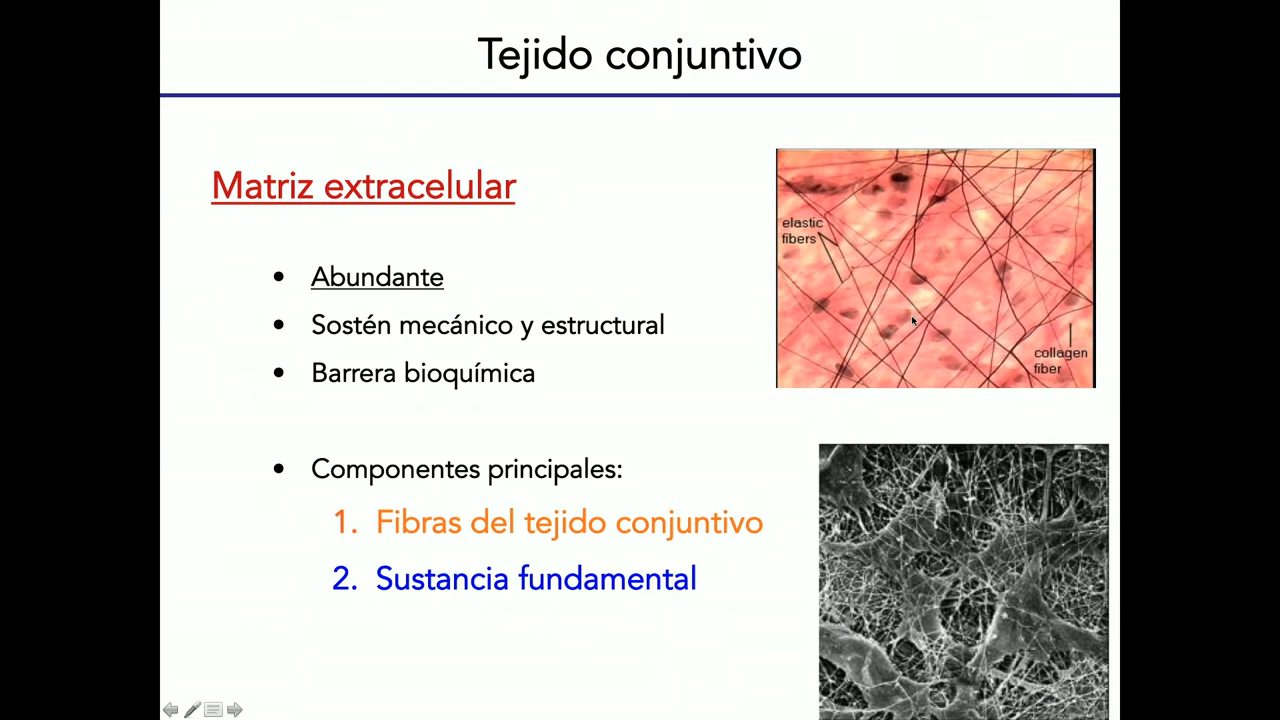 Tejido conjuntivo
Matriz extracelular
• Abundante
• Sostén mecánico y estructural
• Barrera bioquímica
• Componentes principales:
1. Fibras del tejido conjuntivo
2. Sustancia fundamental
elastic
fibers
collagen
fiber